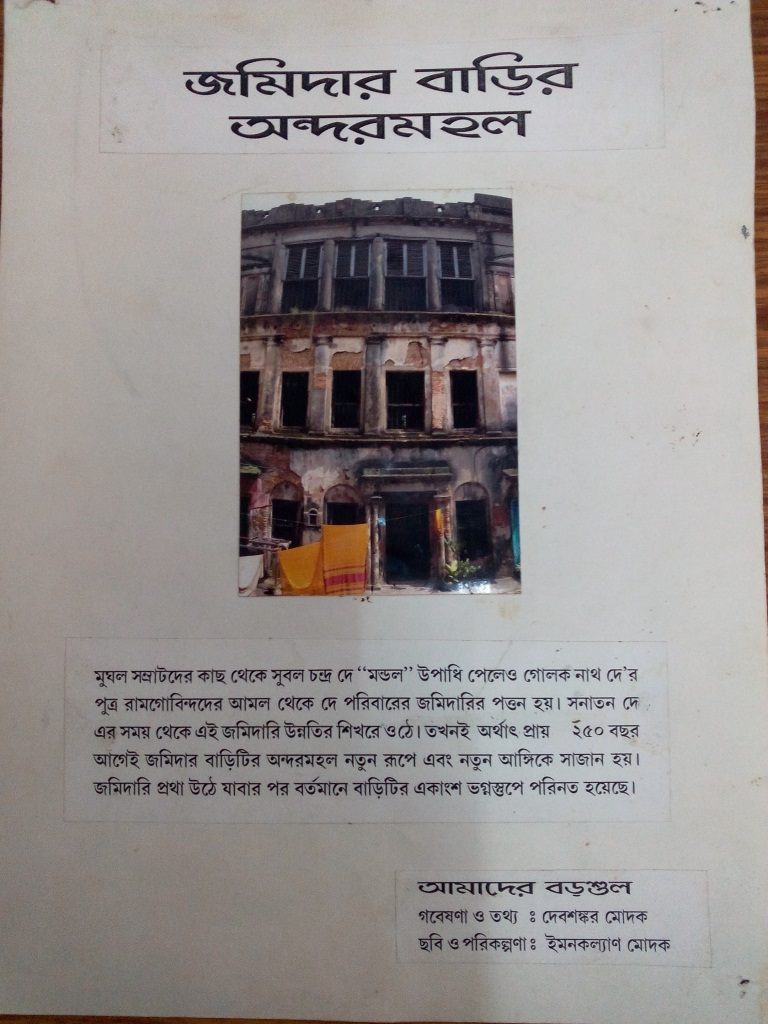 জমিদার বাড়ির
অন্দরমহল
মুঘল সম্রাটদের কাছ থেকে সুবল চন্দ্র দে “মন্ডল” উপাধি পেলেও গোলক নাথ দে’র
পুত্র রামগোবিন্দদের আমল থেকে দে পরিবারের জমিদারির পত্তন হয়। সনাতন দে
এর সময় থেকে এই জমিদারি উন্নতির শিখরে ওঠে। তখনই অর্থাৎ প্রায় ২৫০ বছর
আগেই জমিদার বাড়িটির অন্দরমহল নতুন রূপে এবং নতুন আঙ্গিকে সাজান হয়।
জমিদারি প্রথা উঠে যাবার পর বর্তমানে বাড়িটির একাংশ ভগ্নস্তুপে পরিনত হয়েছে।
আমাদের বড়শুল
গবেষণা ও তথ্য ঃ দেবশঙ্কর মোদক
ছবি ও পরিকল্পণা ঃ ইমনকল্যাণ মোদক